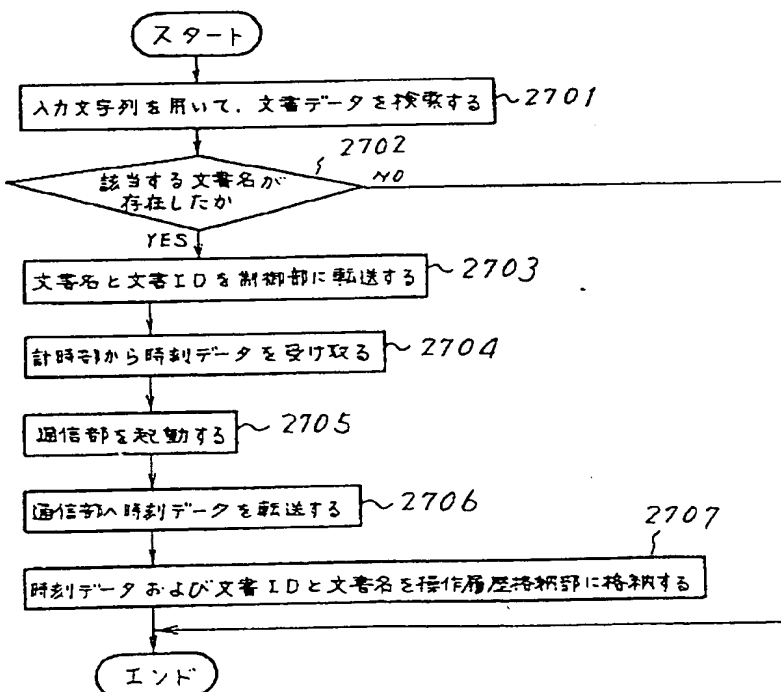 スタート
入力文字列を用いて、文書データを検索する 2701
2702
該当する文書名が
存在したか
NO
YES
文書名と文書IDを制御部に転送する 2703
計時部から時刻データを受け取る 2704
通信部を起動する 2705
通信部へ時刻データを転送する 2706
2707
時刻データおよび文書IDと文書名を操作履歴格納部に格納する
エンド